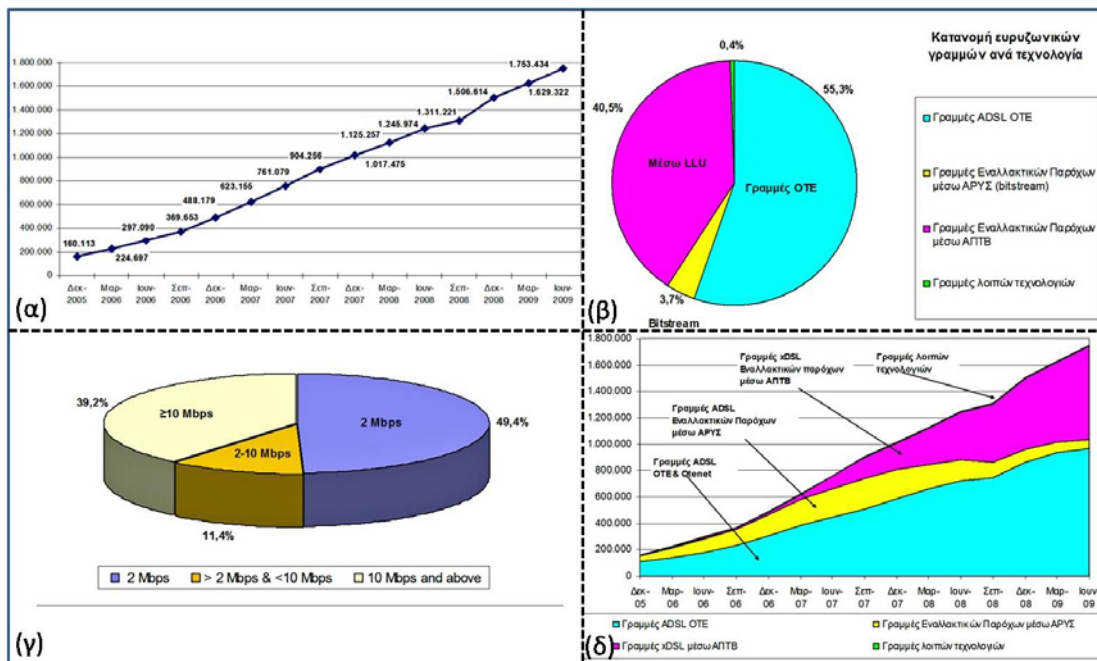 1.800.000
1.600.000
1.400.000
1.200.000
1.000.000
800.000
600.000
400.000
200.000
0
160.113
224.697
297.090
369.653
488.179
623.155
761.079
904.256
1.017.475
1.125.257
1.245.974
1.311.221
1.506.614
1.629.322
1.753.434
Δεκ-2005
Μαρ-2006
Ιουν-2006
Σεπ-2006
Δεκ-2006
Μαρ-2007
Ιουν-2007
Σεπ-2007
Δεκ-2007
Μαρ-2008
Ιουν-2008
Σεπ-2008
Δεκ-2008
Μαρ-2009
Ιουν-2009
(α)
Κατανομή ευρυζωνικών
γραμμών ανά τεχνολογία
0,4%
55,3%
40,5%
3,7%
Μέσω LLU
Γραμμές ΟΤΕ
Bitstream
Γραμμές ADSL ΟΤΕ
Γραμμές Εναλλακτικών Παρόχων
μέσω ΑΡΥΣ (bitstream)
Γραμμές Εναλλακτικών Παρόχων
μέσω ΑΠΤΒ
Γραμμές λοιπών τεχνολογιών
(β)
39,2%
≥10 Mbps
2 Mbps
49,4%
2-10 Mbps
11,4%
2 Mbps
> 2 Mbps & <10 Mbps
10 Mbps and above
(γ)
1.800.000
1.600.000
1.400.000
1.200.000
1.000.000
800.000
600.000
400.000
200.000
0
Γραμμές xDSL
Εναλλακτικών παρόχων
μέσω ΑΠΤΒ
Γραμμές λοιπών
τεχνολογιών
Γραμμές ADSL
Εναλλακτικών Παρόχων
μέσω ΑΡΥΣ
Γραμμές ADSL
ΟΤΕ& Otenet
Δεκ-05
Μαρ-06
Ιουν-06
Σεπ-06
Δεκ-06
Μαρ-07
Ιουν-07
Σεπ-07
Δεκ-07
Μαρ-08
Ιουν-08
Σεπ-08
Δεκ-08
Μαρ-09
Ιουν-09
Γραμμές ADSL ΟΤΕ
Γραμμές Εναλλακτικών Παρόχων μέσω ΑΡΥΣ
Γραμμές xDSL μέσω ΑΠΤΒ
Γραμμές λοιπών τεχνολογιών
(δ)